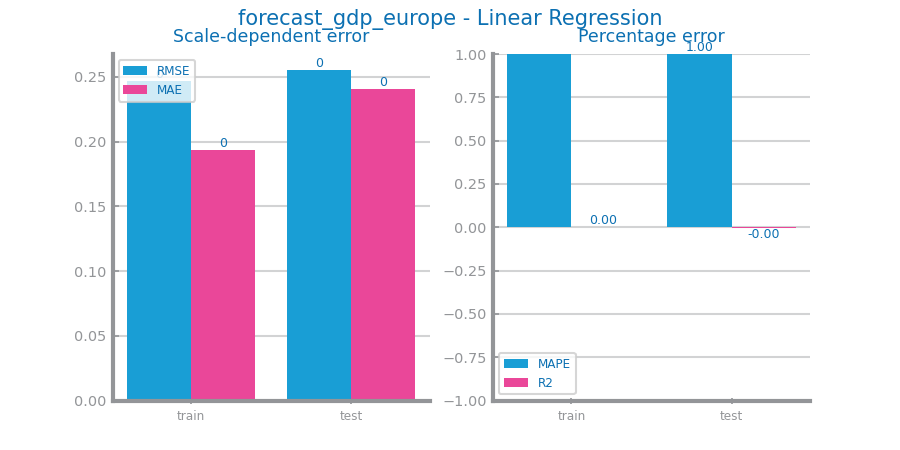 forecast_gdp_europe - Linear Regression
Scale-dependent error
RMSE
MAE
0
0
0
0.25
0.20
0.15
0.10
0.05
0.00
train
test
Percentage error
1.00
0.00
-0.00
1.00
0.75
0.50
0.25
0.00
−0.25
−0.50
−0.75
−1.00
MAPE
R2
train
test